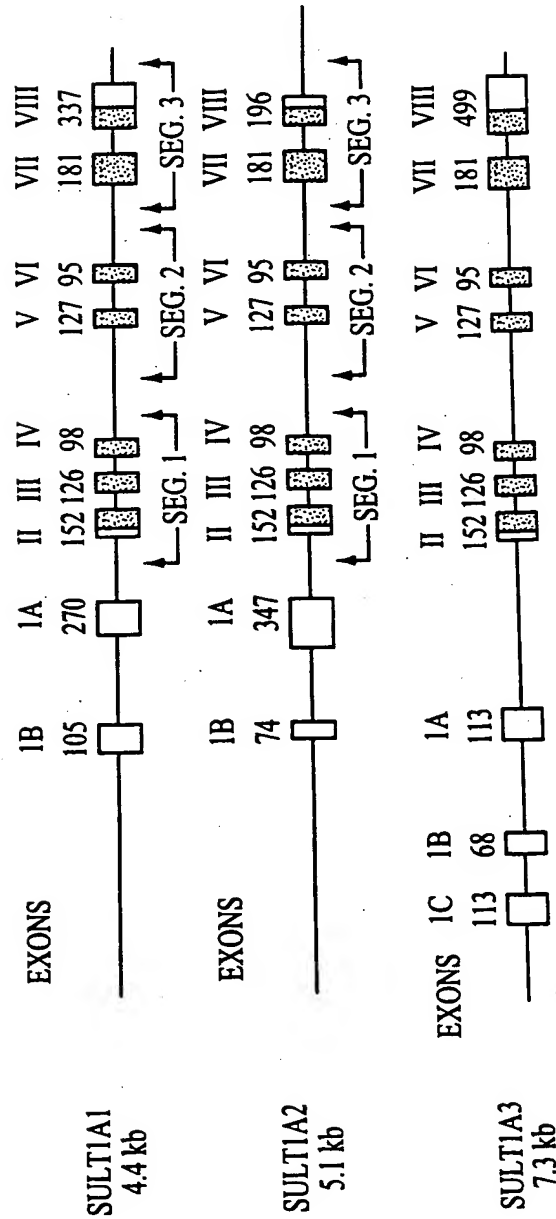 EXONS 1B 1A II III IV V VI VII VIII
105 270 152 126 98 127 95 181 337
SULT1A1
4.4 kb
SEG. 1 SEG. 2 SEG. 3
EXONS 1B 1A II III IV V VI VII VIII
74 347 152 126 98 127 95 181 196
SULT1A2
5.1 kb
SEG. 1 SEG. 2 SEG. 3
EXONS 1C 1B 1A II III IV V VI VII VIII
113 68 113 152 126 98 127 95 181 499
SULT1A3
7.3 kb